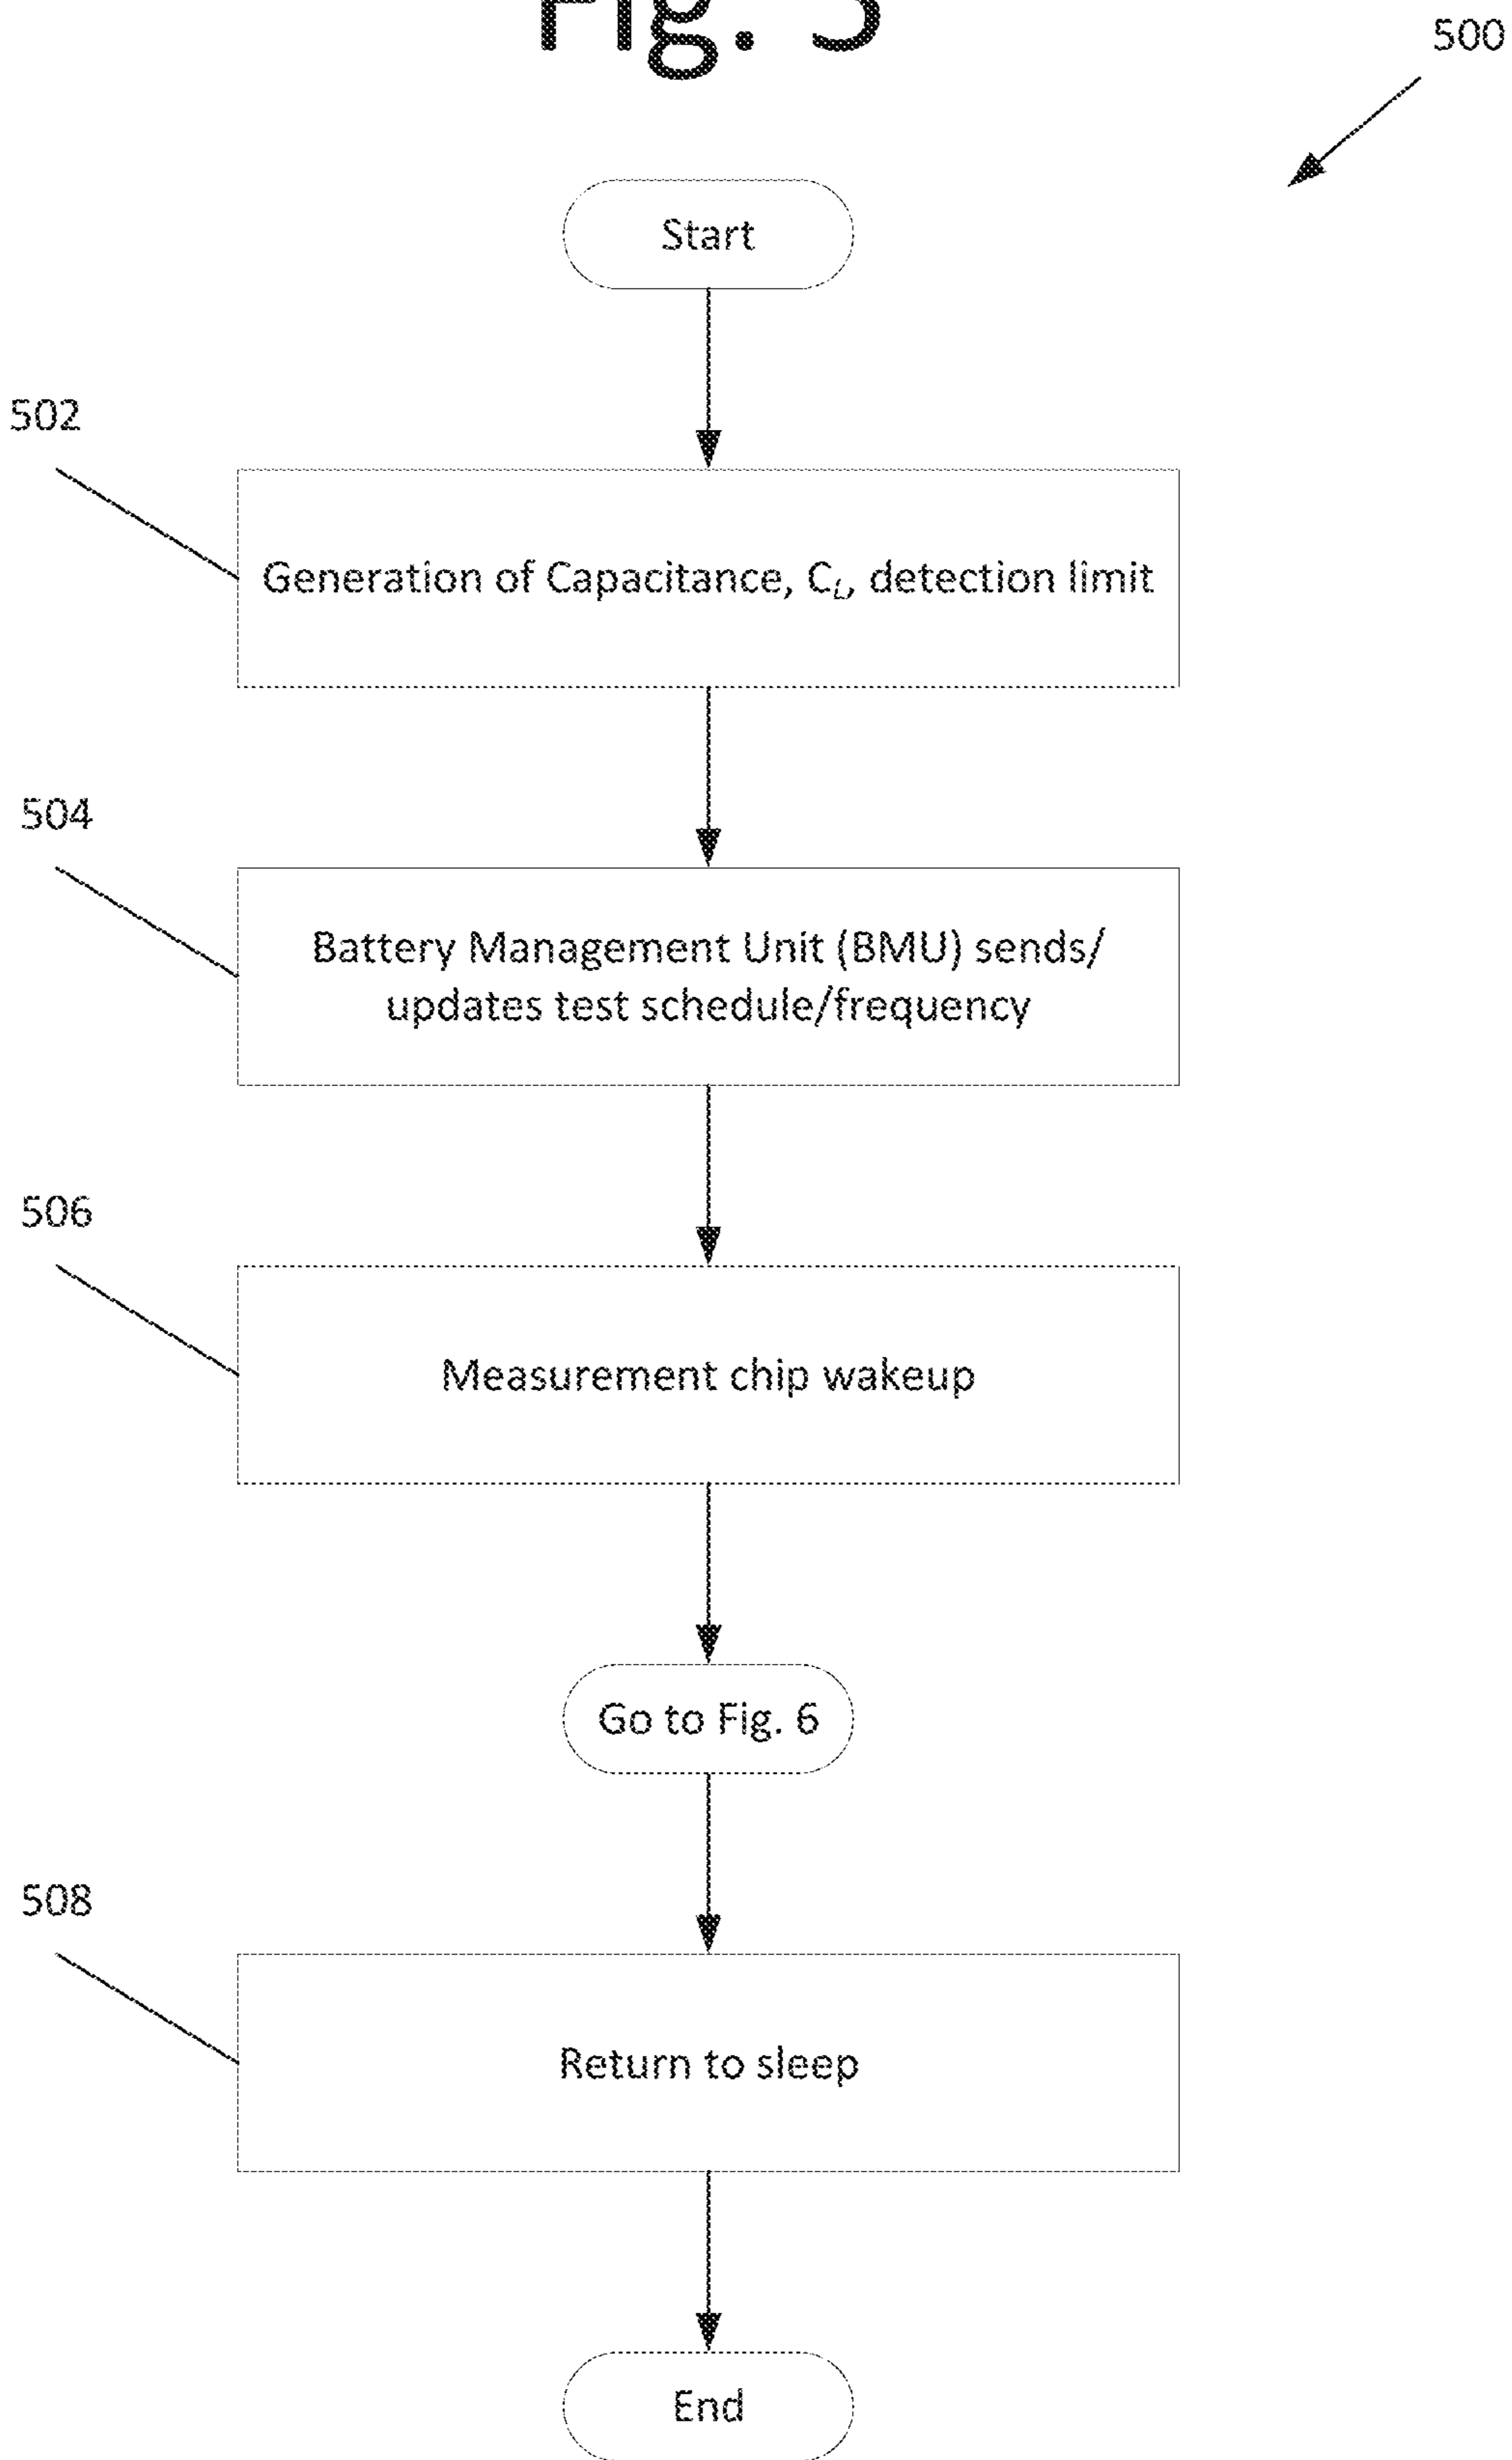 Fig. 5
500
Start
502
Generation of Capacitance, C_L, detection limit
504
Battery Management Unit (BMU) sends/
updates test schedule/frequency
506
Measurement chip wakeup
Go to Fig. 6
508
Return to sleep
End